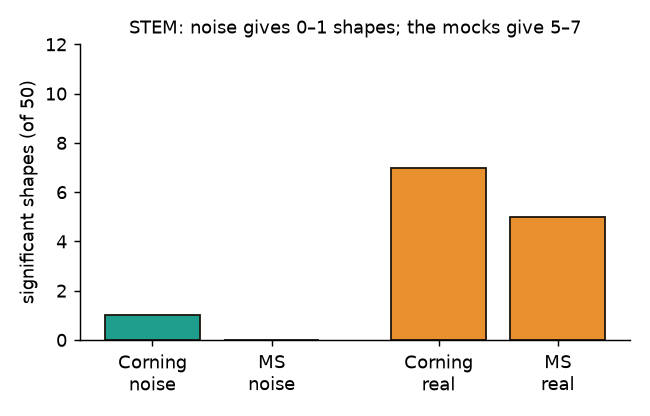 STEM: noise gives 0–1 shapes; the mocks give 5–7
significant shapes (of 50)
12
10
8
6
4
2
0
Corning
noise
MS
noise
Corning
real
MS
real